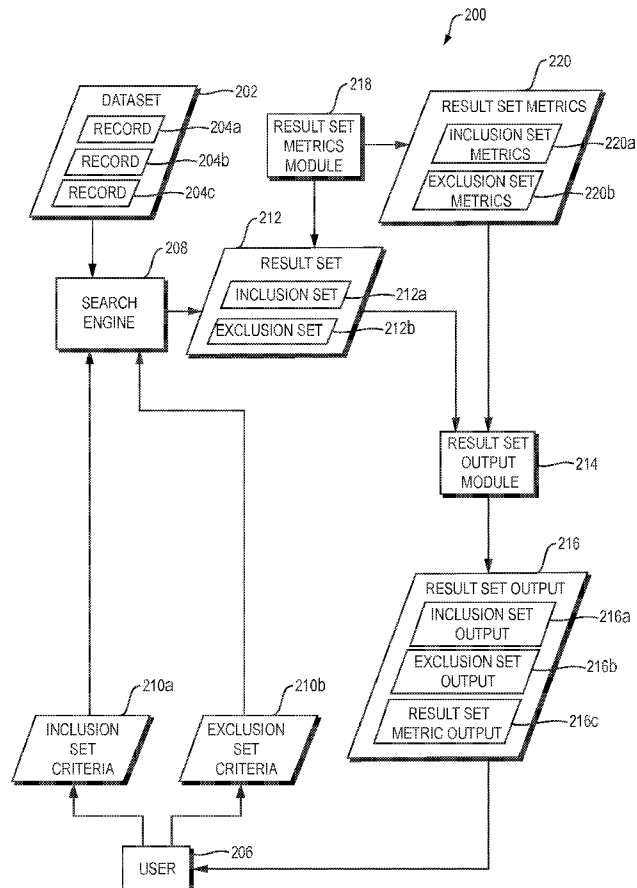 200
DATASET
202
RECORD
204a
RECORD
204b
RECORD
204c
218
RESULT SET
METRICS
MODULE
220
RESULT SET METRICS
INCLUSION SET
METRICS
220a
EXCLUSION SET
METRICS
220b
208
SEARCH
ENGINE
212
RESULT SET
INCLUSION SET
212a
EXCLUSION SET
212b
RESULT SET
OUTPUT
MODULE
214
216
RESULT SET OUTPUT
INCLUSION SET
OUTPUT
216a
EXCLUSION SET
OUTPUT
216b
RESULT SET
METRIC OUTPUT
216c
210a
INCLUSION
SET
CRITERIA
210b
EXCLUSION
SET
CRITERIA
USER
206